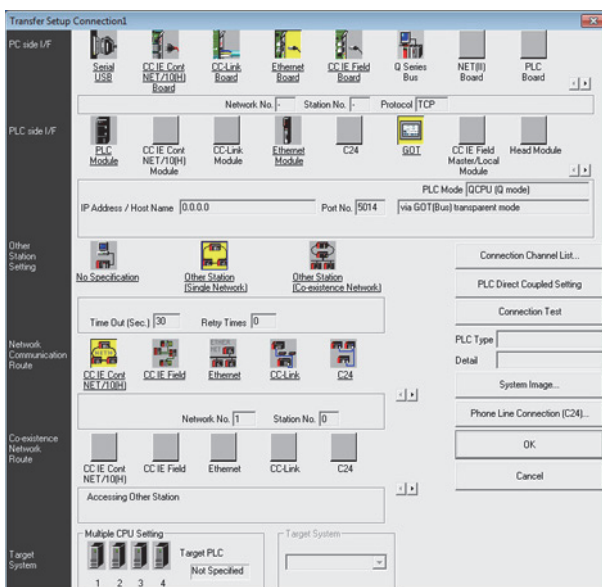 Transfer Setup Connection1
PC side I/F
Serial USB
CC IE Cont NET/10(H) Board
CC-Link Board
Ethernet Board
CC IE Field Board
Q Series Bus
NET(II) Board
PLC Board
Network No. - Station No. - Protocol TCP
PLC side I/F
PLC Module
CC IE Cont NET/10(H) Module
CC-Link Module
Ethernet Module
C24
GOT
CC IE Field Master/Local Module
Head Module
PLC Mode QCPU (Q mode)
IP Address / Host Name 0.0.0.0 Port No. 5014 via GOT(Bus) transparent mode
Other Station Setting
No Specification
Other Station (Single Network)
Other Station (Co-existence Network)
Time Out (Sec.) 30 Retry Times 0
Connection Channel List...
PLC Direct Coupled Setting
Connection Test
PLC Type
Detail
System Image...
Phone Line Connection (C24)...
OK
Cancel
Network Communication Route
CC IE Cont NET/10(H)
CC IE Field
Ethernet
CC-Link
C24
Network No. 1 Station No. 0
Co-existence Network Route
CC IE Cont NET/10(H)
CC IE Field
Ethernet
CC-Link
C24
Accessing Other Station
Target System
Multiple CPU Setting
1 2 3 4
Target PLC
Not Specified
Target System